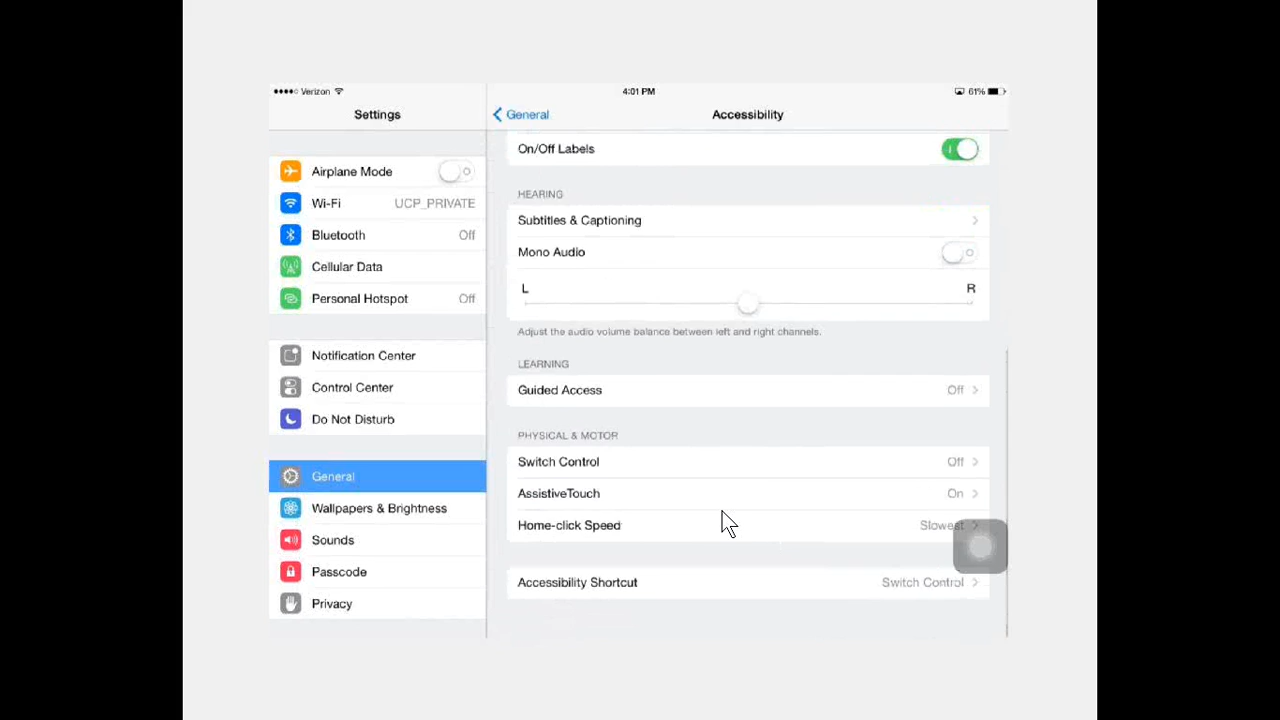 Verizon 4:01 PM 61%
Settings
General Accessibility
Airplane Mode
Wi-Fi UCP_PRIVATE
Bluetooth Off
Cellular Data
Personal Hotspot Off
Notification Center
Control Center
Do Not Disturb
General
Wallpapers & Brightness
Sounds
Passcode
Privacy
On/Off Labels
HEARING
Subtitles & Captioning
Mono Audio
L R
Adjust the audio volume balance between left and right channels.
LEARNING
Guided Access Off
PHYSICAL & MOTOR
Switch Control Off
AssistiveTouch On
Home-click Speed Slowest
Accessibility Shortcut Switch Control